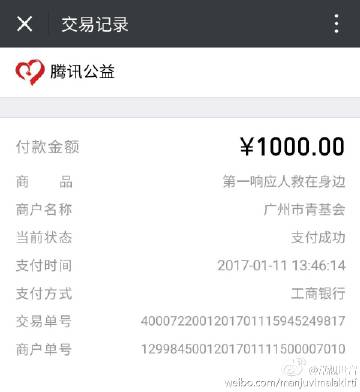 交易记录
腾讯公益
付款金额 ¥1000.00
商品 第一响应人救在身边
商户名称 广州市青基会
当前状态 支付成功
支付时间 2017-01-11 13:46:14
支付方式 工商银行
交易单号 4000722001201701115945249817
商户单号 1299845001201701111500007010
weibo.com/manjuvimalakirti